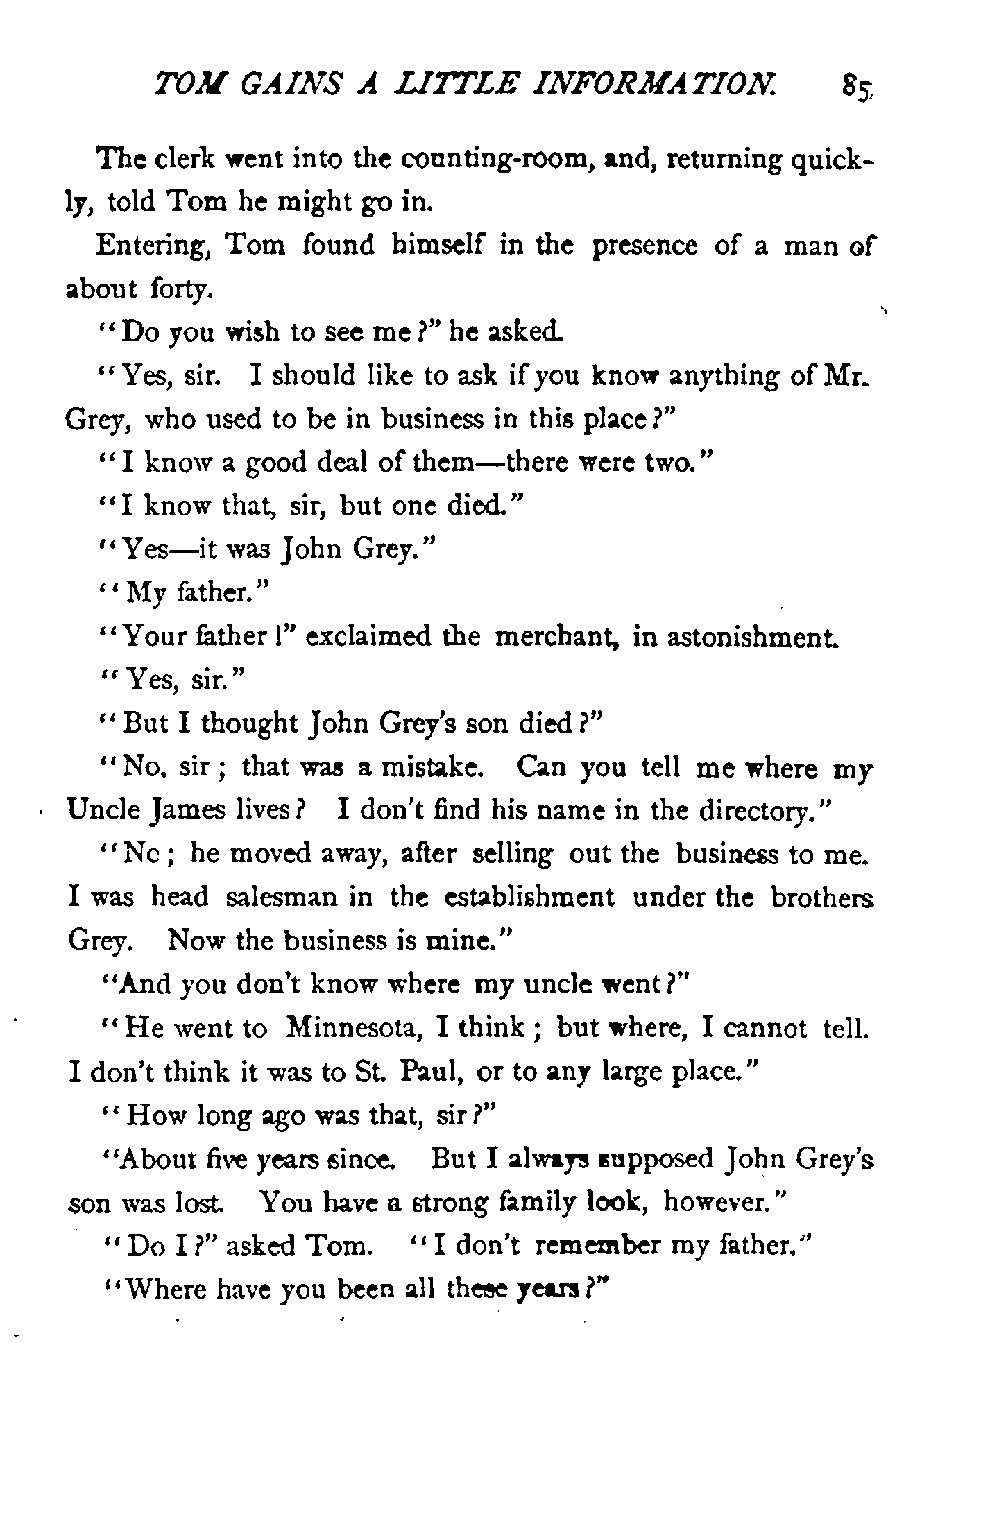 TOM GAINS A LITTLE INFORMATION. 85
The clerk went into the counting-room, and, returning quick-
ly, told Tom he might go in.
Entering, Tom found himself in the presence of a man of
about forty.
"Do you wish to see me?" he asked.
"Yes, sir. I should like to ask if you know anything of Mr.
Grey, who used to be in business in this place?"
"I know a good deal of them—there were two."
"I know that, sir, but one died."
"Yes—it was John Grey."
"My father."
"Your father!" exclaimed the merchant, in astonishment.
"Yes, sir."
"But I thought John Grey's son died?"
"No, sir; that was a mistake. Can you tell me where my
Uncle James lives? I don't find his name in the directory."
"No; he moved away, after selling out the business to me.
I was head salesman in the establishment under the brothers
Grey. Now the business is mine."
"And you don't know where my uncle went?"
"He went to Minnesota, I think; but where, I cannot tell.
I don't think it was to St. Paul, or to any large place."
"How long ago was that, sir?"
"About five years since. But I always supposed John Grey's
son was lost. You have a strong family look, however."
"Do I?" asked Tom. "I don't remember my father."
"Where have you been all these years?"